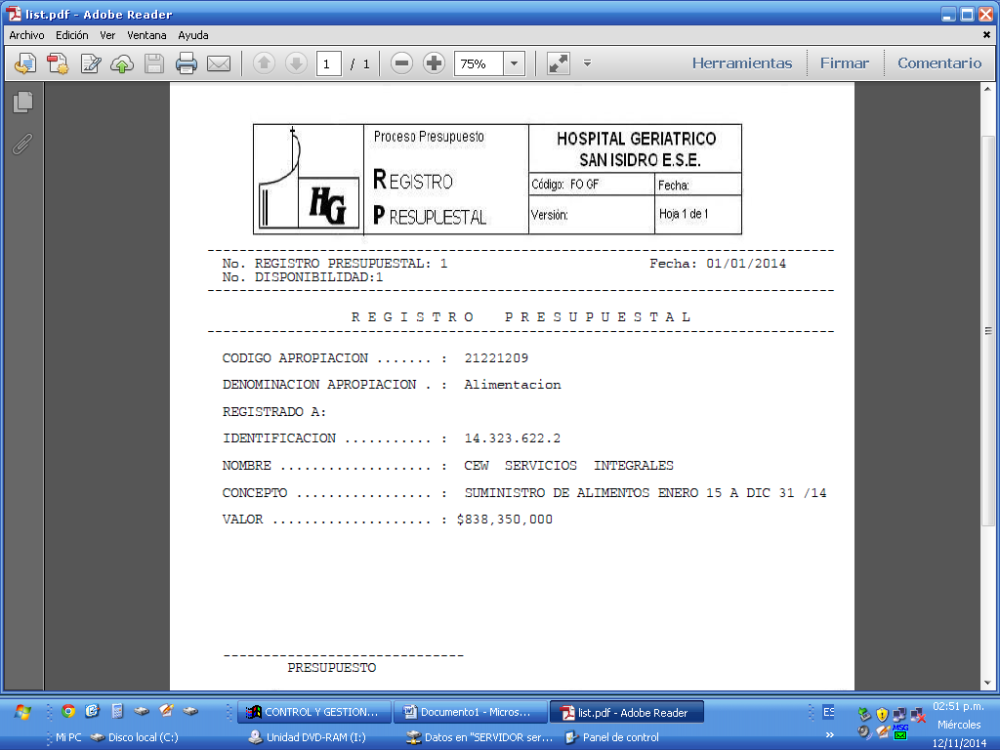 list.pdf - Adobe Reader
Archivo Edición Ver Ventana Ayuda
1 / 1 75% Herramientas Firmar Comentario
HG
Proceso Presupuesto
REGISTRO
PRESUPUESTAL
HOSPITAL GERIATRICO
SAN ISIDRO E.S.E.
Código: FO GF Fecha:
Versión: Hoja 1 de 1
No. REGISTRO PRESUPUESTAL: 1 Fecha: 01/01/2014
No. DISPONIBILIDAD:1
R E G I S T R O P R E S U P U E S T A L
CODIGO APROPIACION ....... : 21221209
DENOMINACION APROPIACION . : Alimentacion
REGISTRADO A:
IDENTIFICACION ........... : 14.323.622.2
NOMBRE ................... : CEW SERVICIOS INTEGRALES
CONCEPTO ................. : SUMINISTRO DE ALIMENTOS ENERO 15 A DIC 31 /14
VALOR .................... : $838,350,000
PRESUPUESTO
CONTROL Y GESTION... Documento1 - Micros... list.pdf - Adobe Reader ES 02:51 p.m.
Miércoles
Mi PC Disco local (C:) Unidad DVD-RAM (I:) Datos en "SERVIDOR ser... Panel de control » MSG
12/11/2014